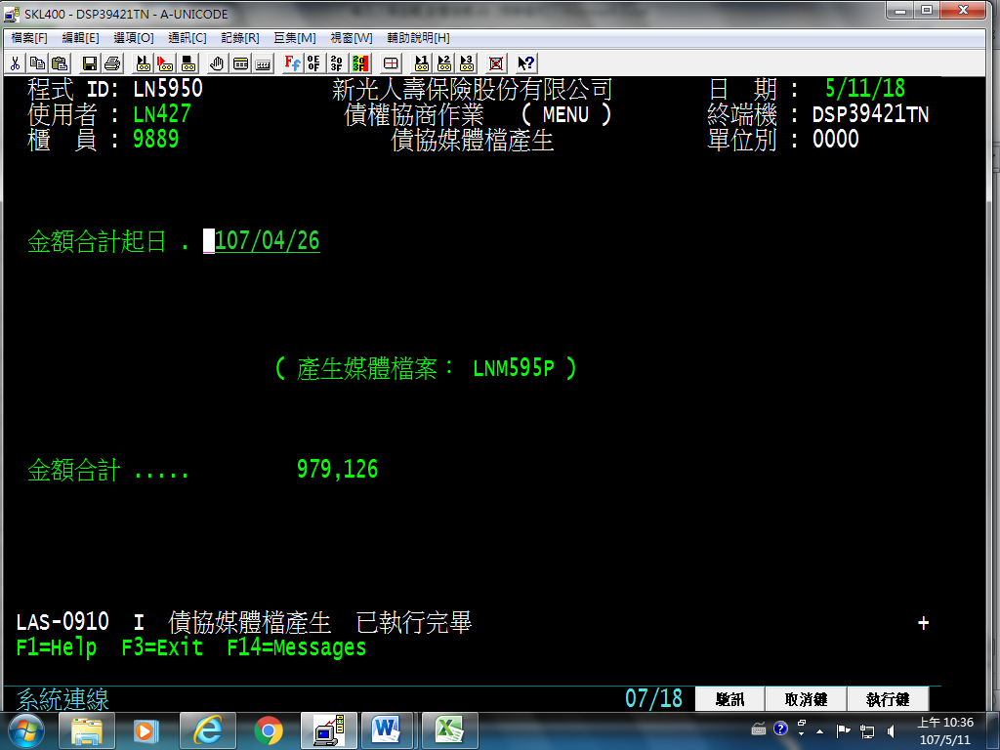 SKL400 - DSP39421TN - A-UNICODE
檔案[F] 編輯[E] 選項[O] 通訊[C] 記錄[R] 巨集[M] 視窗[W] 輔助說明[H]
程式 ID: LN5950 新光人壽保險股份有限公司 日 期 : 5/11/18
使用者 : LN427 債權協商作業 ( MENU ) 終端機 : DSP39421TN
櫃 員 : 9889 債協媒體檔產生 單位別 : 0000
金額合計起日 . 107/04/26
( 產生媒體檔案： LNM595P )
金額合計 ..... 979,126
LAS-0910 I 債協媒體檔產生 已執行完畢 +
F1=Help F3=Exit F14=Messages
系統連線 07/18 驗訊 取消鍵 執行鍵
上午 10:36
107/5/11